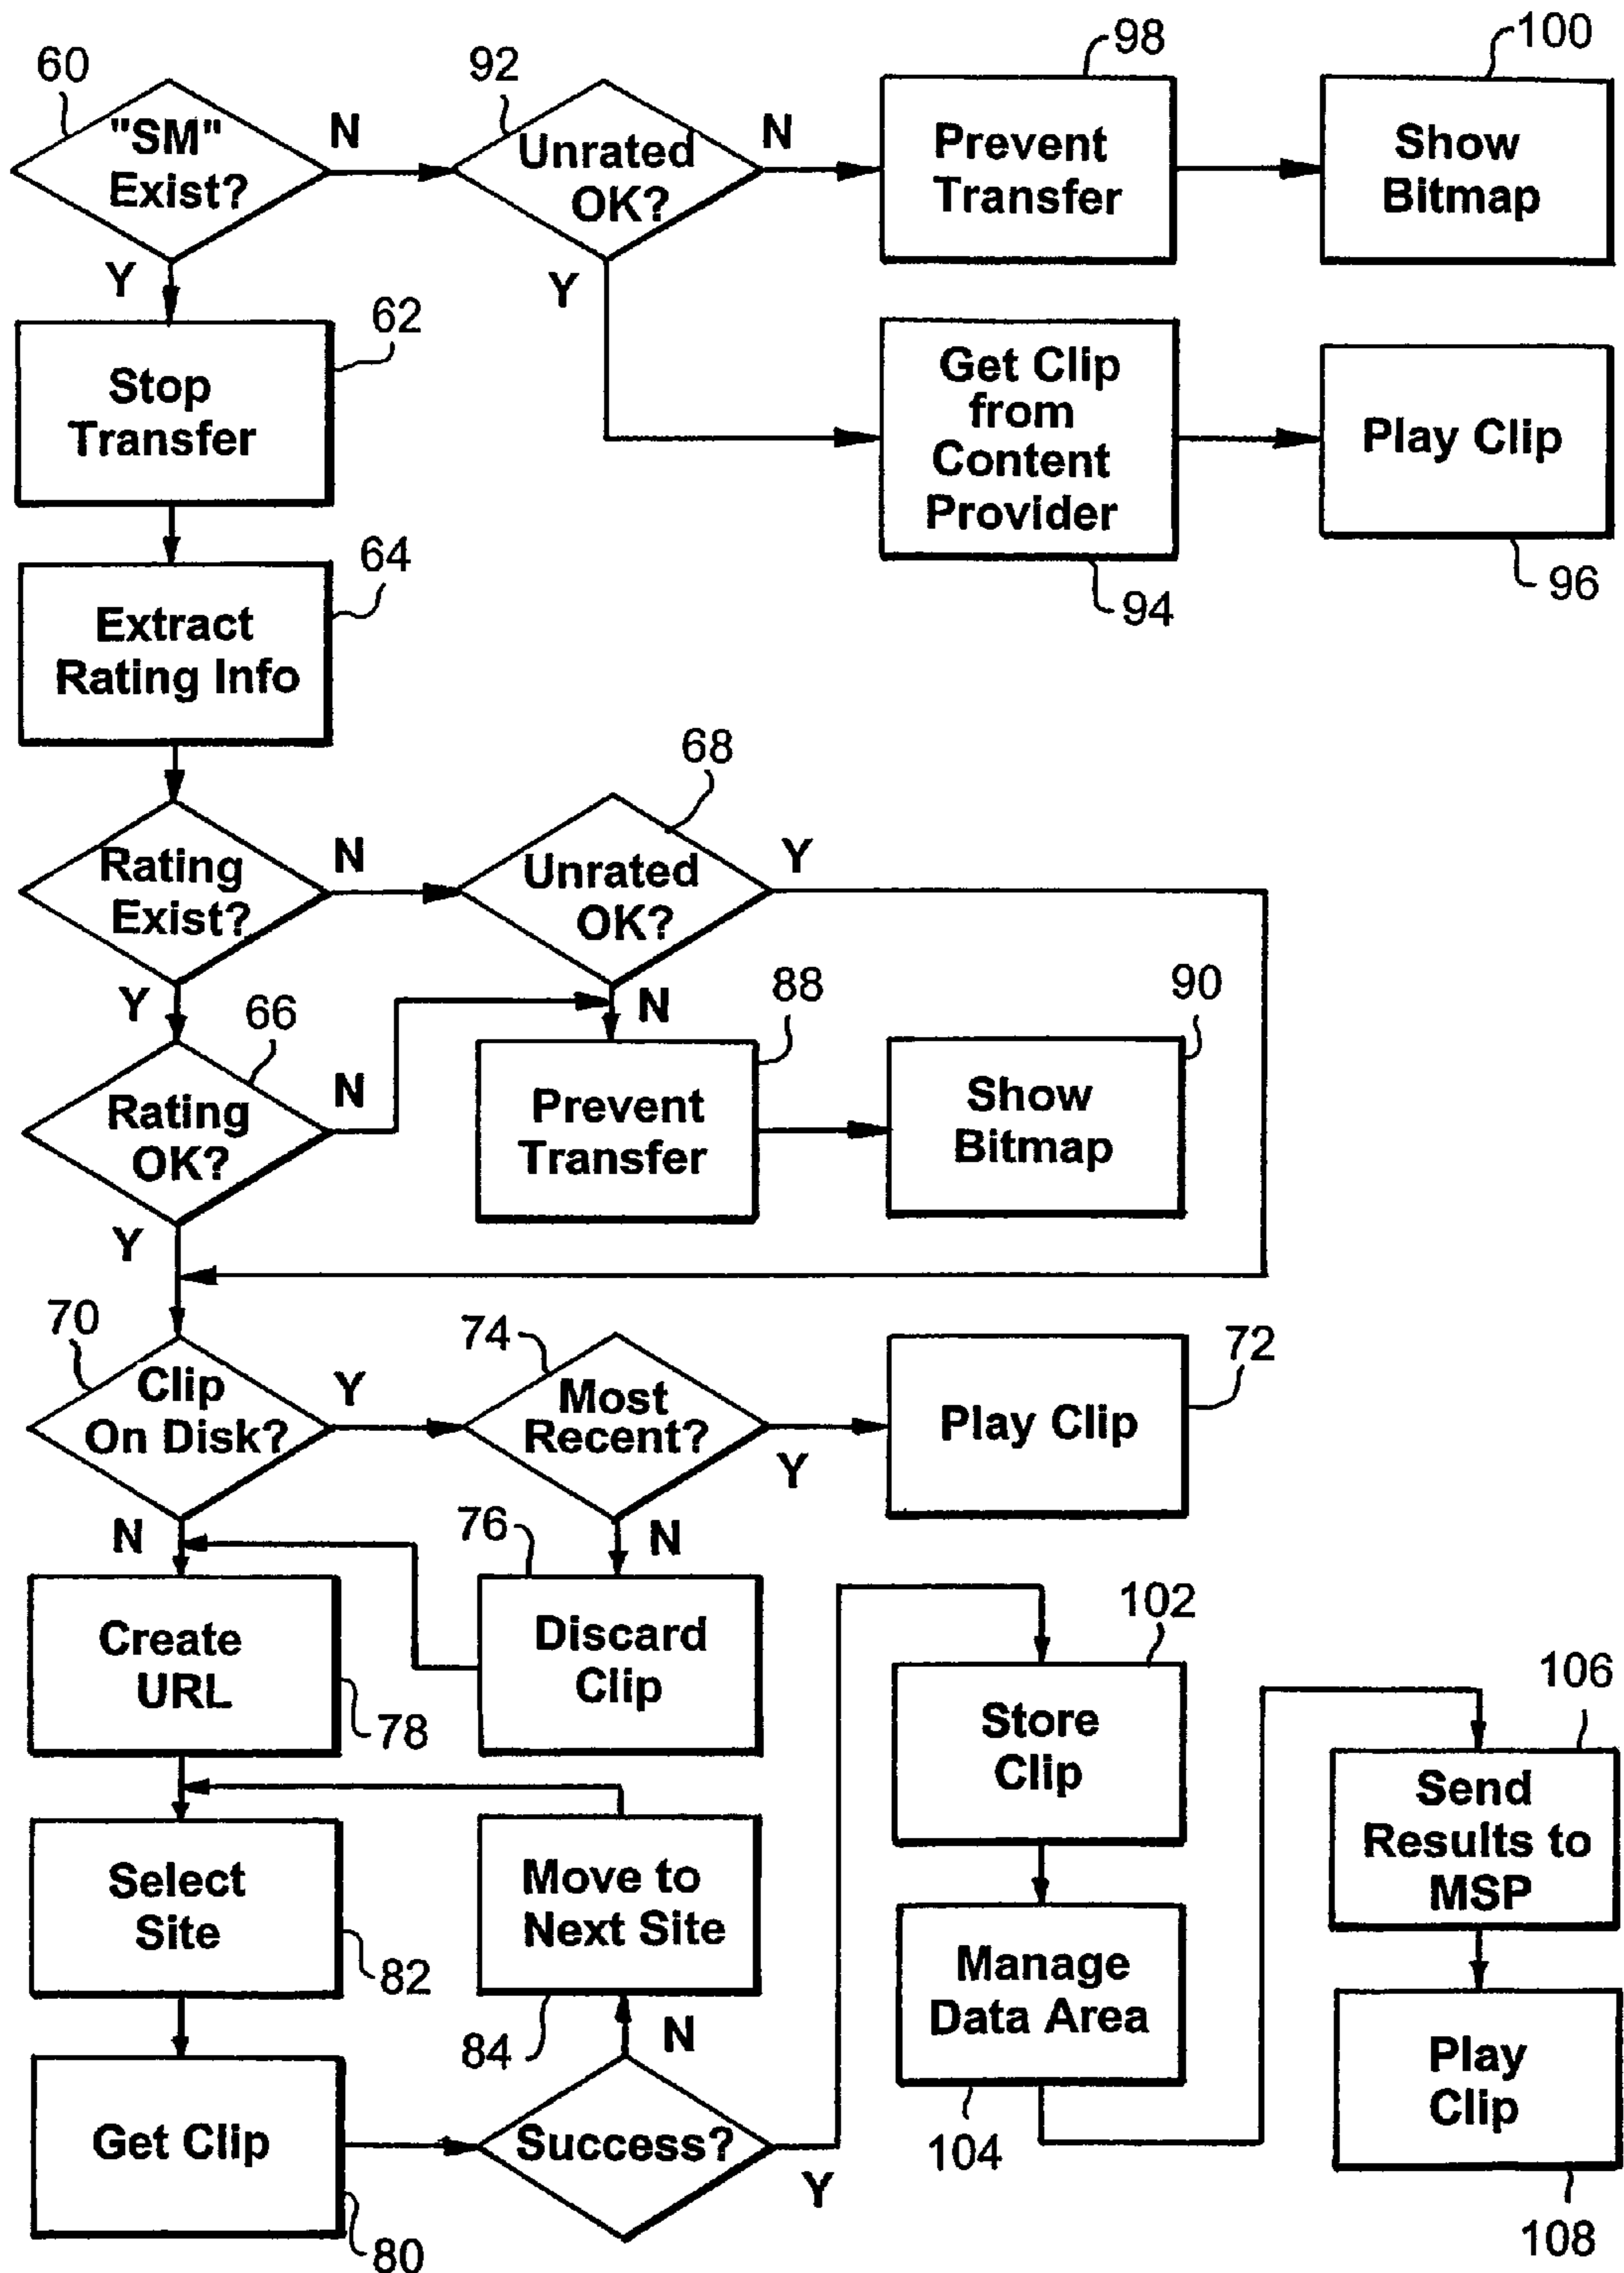 60
92
98
100
"SM"
Exist?
N
Unrated
OK?
N
Prevent
Transfer
Show
Bitmap
Y
Y
62
Stop
Transfer
Get Clip
from
Content
Provider
Play Clip
94
96
64
Extract
Rating Info
68
Rating
Exist?
N
Unrated
OK?
Y
Y
N
66
88
90
Rating
OK?
N
Prevent
Transfer
Show
Bitmap
Y
70
74
72
Clip
On Disk?
Y
Most
Recent?
Y
Play Clip
N
76
N
Create
URL
78
Discard
Clip
102
Store
Clip
106
Send
Results to
MSP
Select
Site
82
Move to
Next Site
84
N
Manage
Data Area
104
Get Clip
80
Success?
Y
Play
Clip
108